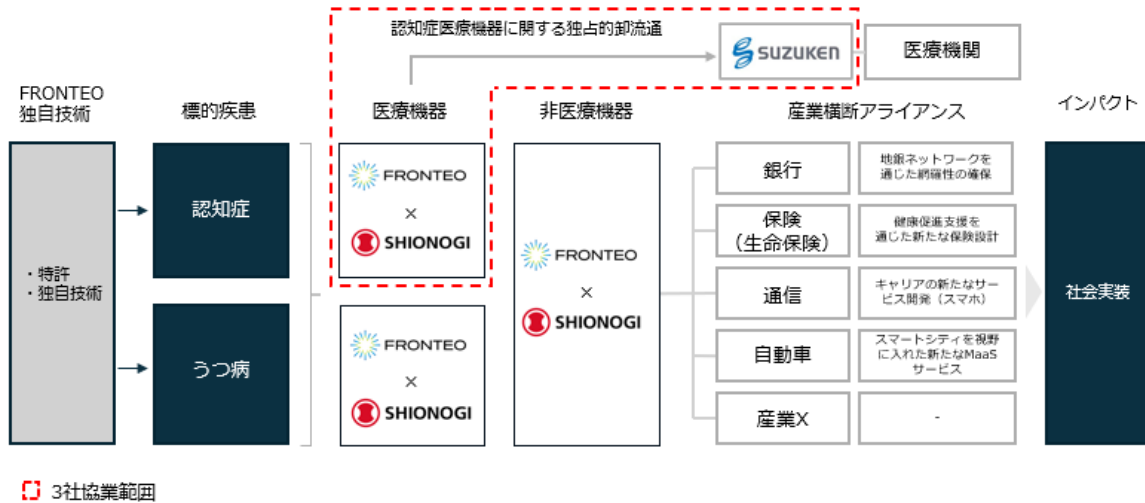 認知症医療機器に関する独占的卸流通
SUZUKEN
医療機関
FRONTEO
独自技術
標的疾患
医療機器
非医療機器
産業横断アライアンス
インパクト
・特許
・独自技術
認知症
うつ病
FRONTEO
×
SHIONOGI
FRONTEO
×
SHIONOGI
FRONTEO
×
SHIONOGI
銀行
地銀ネットワークを
通じた網羅性の確保
保険
（生命保険）
健康促進支援を
通じた新たな保険設計
通信
キャリアの新たなサー
ビス開発（スマホ）
自動車
スマートシティを視野
に入れた新たなMaaS
サービス
産業X
-
社会実装
3社協業範囲